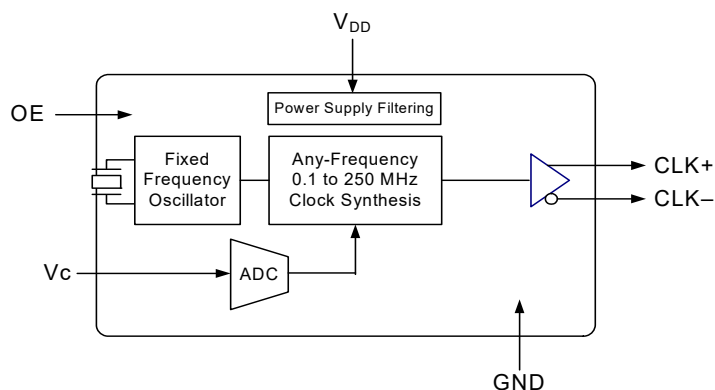 VDD
Power Supply Filtering
OE
Fixed
Frequency
Oscillator
Any-Frequency
0.1 to 250 MHz
Clock Synthesis
CLK+
CLK–
Vc
ADC
GND